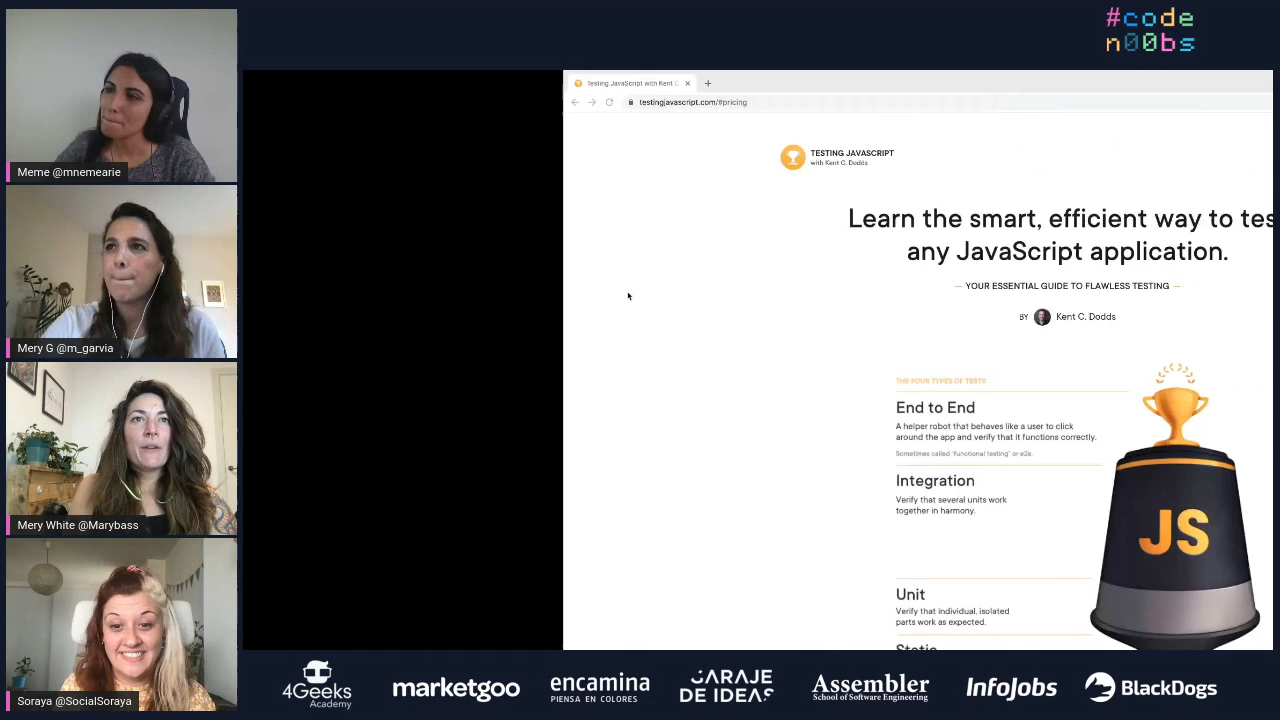 #code
n00bs
Meme @mnemearie
Mery G @m_garvia
Mery White @Marybass
Soraya @SocialSoraya
Testing JavaScript with Kent C
testingjavascript.com/#pricing
TESTING JAVASCRIPT
with Kent C. Dodds
Learn the smart, efficient way to tes
any JavaScript application.
YOUR ESSENTIAL GUIDE TO FLAWLESS TESTING
BY Kent C. Dodds
THE FOUR TYPES OF TESTS
End to End
A helper robot that behaves like a user to click
around the app and verify that it functions correctly.
Sometimes called "functional testing" or e2e.
Integration
Verify that several units work
together in harmony.
Unit
Verify that individual, isolated
parts work as expected.
Static
JS
4Geeks
Academy
marketgoo
encamina
PIENSA EN COLORES
GARAJE
DE IDEAS
Assembler
School of Software Engineering
InfoJobs
BlackDogs